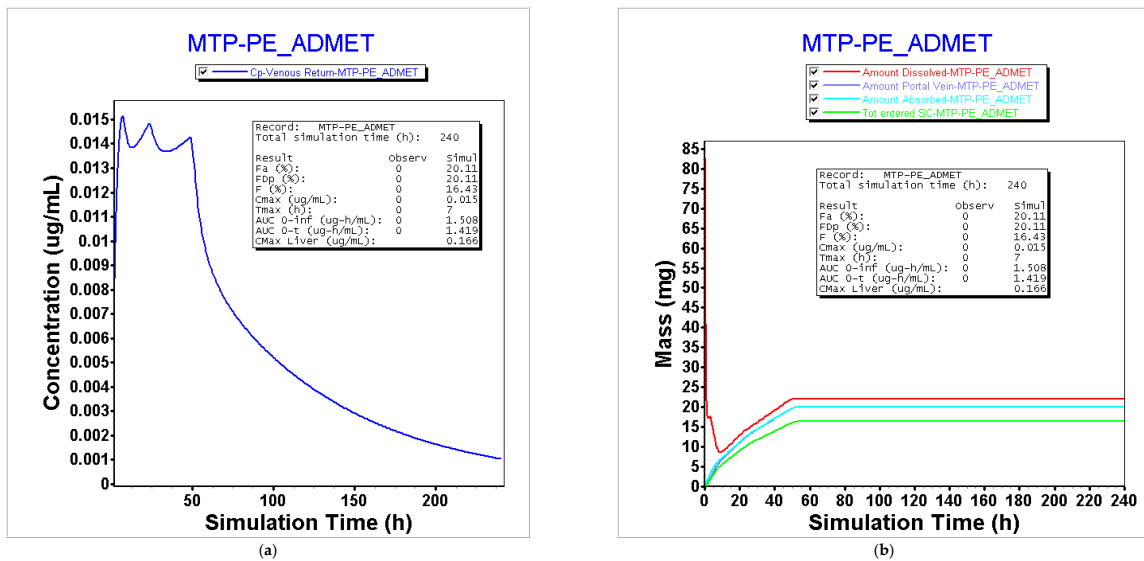 MTP-PE_ADMET
Cp-Venous Return-MTP-PE_ADMET
Concentration (ug/mL)
0.015
0.014
0.013
0.011
0.01
0.009
0.008
0.006
0.005
0.004
0.003
0.002
0.001
0
Record: MTP-PE_ADMET
Total simulation time (h): 240
Result Observ Simul
Fa (%): 0 20.11
FDp (%): 0 20.11
F (%): 0 16.43
Cmax (ug/mL): 0 0.015
Tmax (h): 0 7
AUC 0-inf (ug-h/mL): 0 1.508
AUC 0-t (ug-h/mL): 0 1.419
CMax Liver (ug/mL): 0.166
50 100 150 200
Simulation Time (h)
(a)
MTP-PE_ADMET
Amount Dissolved-MTP-PE_ADMET
Amount Portal Vein-MTP-PE_ADMET
Amount Absorbed-MTP-PE_ADMET
Tot entered SC-MTP-PE_ADMET
Mass (mg)
85
80
75
70
65
60
55
50
45
40
35
30
25
20
15
10
5
0
Record: MTP-PE_ADMET
Total simulation time (h): 240
Result Observ Simul
Fa (%): 0 20.11
FDp (%): 0 20.11
F (%): 0 16.43
Cmax (ug/mL): 0 0.015
Tmax (h): 0 7
AUC 0-inf (ug-h/mL): 0 1.508
AUC 0-t (ug-h/mL): 0 1.419
CMax Liver (ug/mL): 0.166
0 20 40 60 80 100 120 140 160 180 200 220 240
Simulation Time (h)
(b)